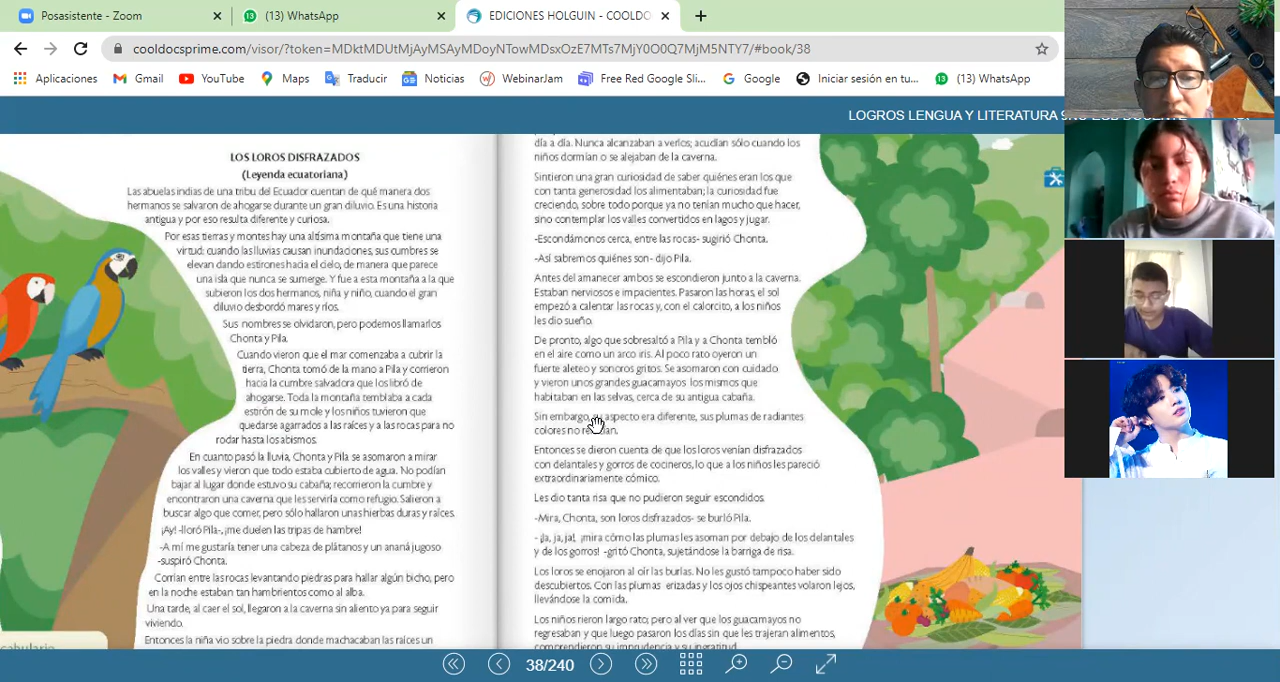 Posasistente - Zoom
(13) WhatsApp
EDICIONES HOLGUIN - COOLDO
cooldocsprime.com/visor/?token=MDktMDUtMjAyMSAyMDoyNTowMDsxOzE7MTs7MjY0O0Q7MjM5NTY7/#book/38
Aplicaciones
Gmail
YouTube
Maps
Traducir
Noticias
WebinarJam
Free Red Google Sli...
Google
Iniciar sesión en tu...
(13) WhatsApp
LOGROS LENGUA Y LITERATURA
LOS LOROS DISFRAZADOS
(Leyenda ecuatoriana)
Las abuelas indias de una tribu del Ecuador cuentan de qué manera dos
hermanos se salvaron de ahogarse durante un gran diluvio. Es una historia
antigua y por eso resulta diferente y curiosa.
Por esas tierras y montes hay una altísima montaña que tiene una
virtud: cuando las lluvias causan inundaciones, sus cumbres se
elevan dando estirones hacia el cielo, de manera que parece
una isla que nunca se sumerge. Y fue a esta montaña a la que
subieron los dos hermanos, niña y niño, cuando el gran
diluvio desbordó mares y ríos.
Sus nombres se olvidaron, pero podemos llamarlos
Chonta y Pila.
Cuando vieron que el mar comenzaba a cubrir la
tierra, Chonta tomó de la mano a Pila y corrieron
hacia la cumbre salvadora que los libró de
ahogarse. Toda la montaña temblaba a cada
estirón de su mole y los niños tuvieron que
quedarse agarrados a las raíces y a las rocas para no
rodar hasta los abismos.
En cuanto pasó la lluvia, Chonta y Pila se asomaron a mirar
los valles y vieron que todo estaba cubierto de agua. No podían
bajar al lugar donde estuvo su cabaña; recorrieron la cumbre y
encontraron una caverna que les serviría como refugio. Salieron a
buscar algo que comer, pero sólo hallaron unas hierbas duras y raíces.
¡Ay! -lloró Pila-, ¡me duelen las tripas de hambre!
-A mí me gustaría tener una cabeza de plátanos y un ananá jugoso
-suspiró Chonta.
Corrían entre las rocas levantando piedras para hallar algún bicho, pero
en la noche estaban tan hambrientos como al alba.
Una tarde, al caer el sol, llegaron a la caverna sin aliento ya para seguir
viviendo.
Entonces la niña vio sobre la piedra donde machacaban las raíces un
cabulario
día a día. Nunca alcanzaban a verlos; acudían sólo cuando los
niños dormían o se alejaban de la caverna.
Sintieron una gran curiosidad de saber quiénes eran los que
con tanta generosidad los alimentaban; la curiosidad fue
creciendo, sobre todo porque ya no tenían mucho que hacer,
sino contemplar los valles convertidos en lagos y jugar.
-Escondámonos cerca, entre las rocas- sugirió Chonta.
-Así sabremos quiénes son- dijo Pila.
Antes del amanecer ambos se escondieron junto a la caverna.
Estaban nerviosos e impacientes. Pasaron las horas, el sol
empezó a calentar las rocas y, con el calorcito, a los niños
les dio sueño.
De pronto, algo que sobresaltó a Pila y a Chonta tembló
en el aire como un arco iris. Al poco rato oyeron un
fuerte aleteo y sonoros gritos. Se asomaron con cuidado
y vieron unos grandes guacamayos los mismos que
habitaban en las selvas, cerca de su antigua cabaña.
Sin embargo, aspecto era diferente, sus plumas de radiantes
colores no
Entonces se dieron cuenta de que los loros venían disfrazados
con delantales y gorros de cocineros, lo que a los niños les pareció
extraordinariamente cómico.
Les dio tanta risa que no pudieron seguir escondidos.
-Mira, Chonta, son loros disfrazados- se burló Pila.
- ¡Ja, ja, ja!, ¡mira cómo las plumas les asoman por debajo de los delantales
y de los gorros! -gritó Chonta, sujetándose la barriga de risa.
Los loros se enojaron al oír las burlas. No les gustó tampoco haber sido
descubiertos. Con las plumas erizadas y los ojos chispeantes volaron lejos,
llevándose la comida.
Los niños rieron largo rato; pero al ver que los guacamayos no
regresaban y que luego pasaron los días sin que les trajeran alimentos,
comprendieron su imprudencia y su ingratitud.
38/240